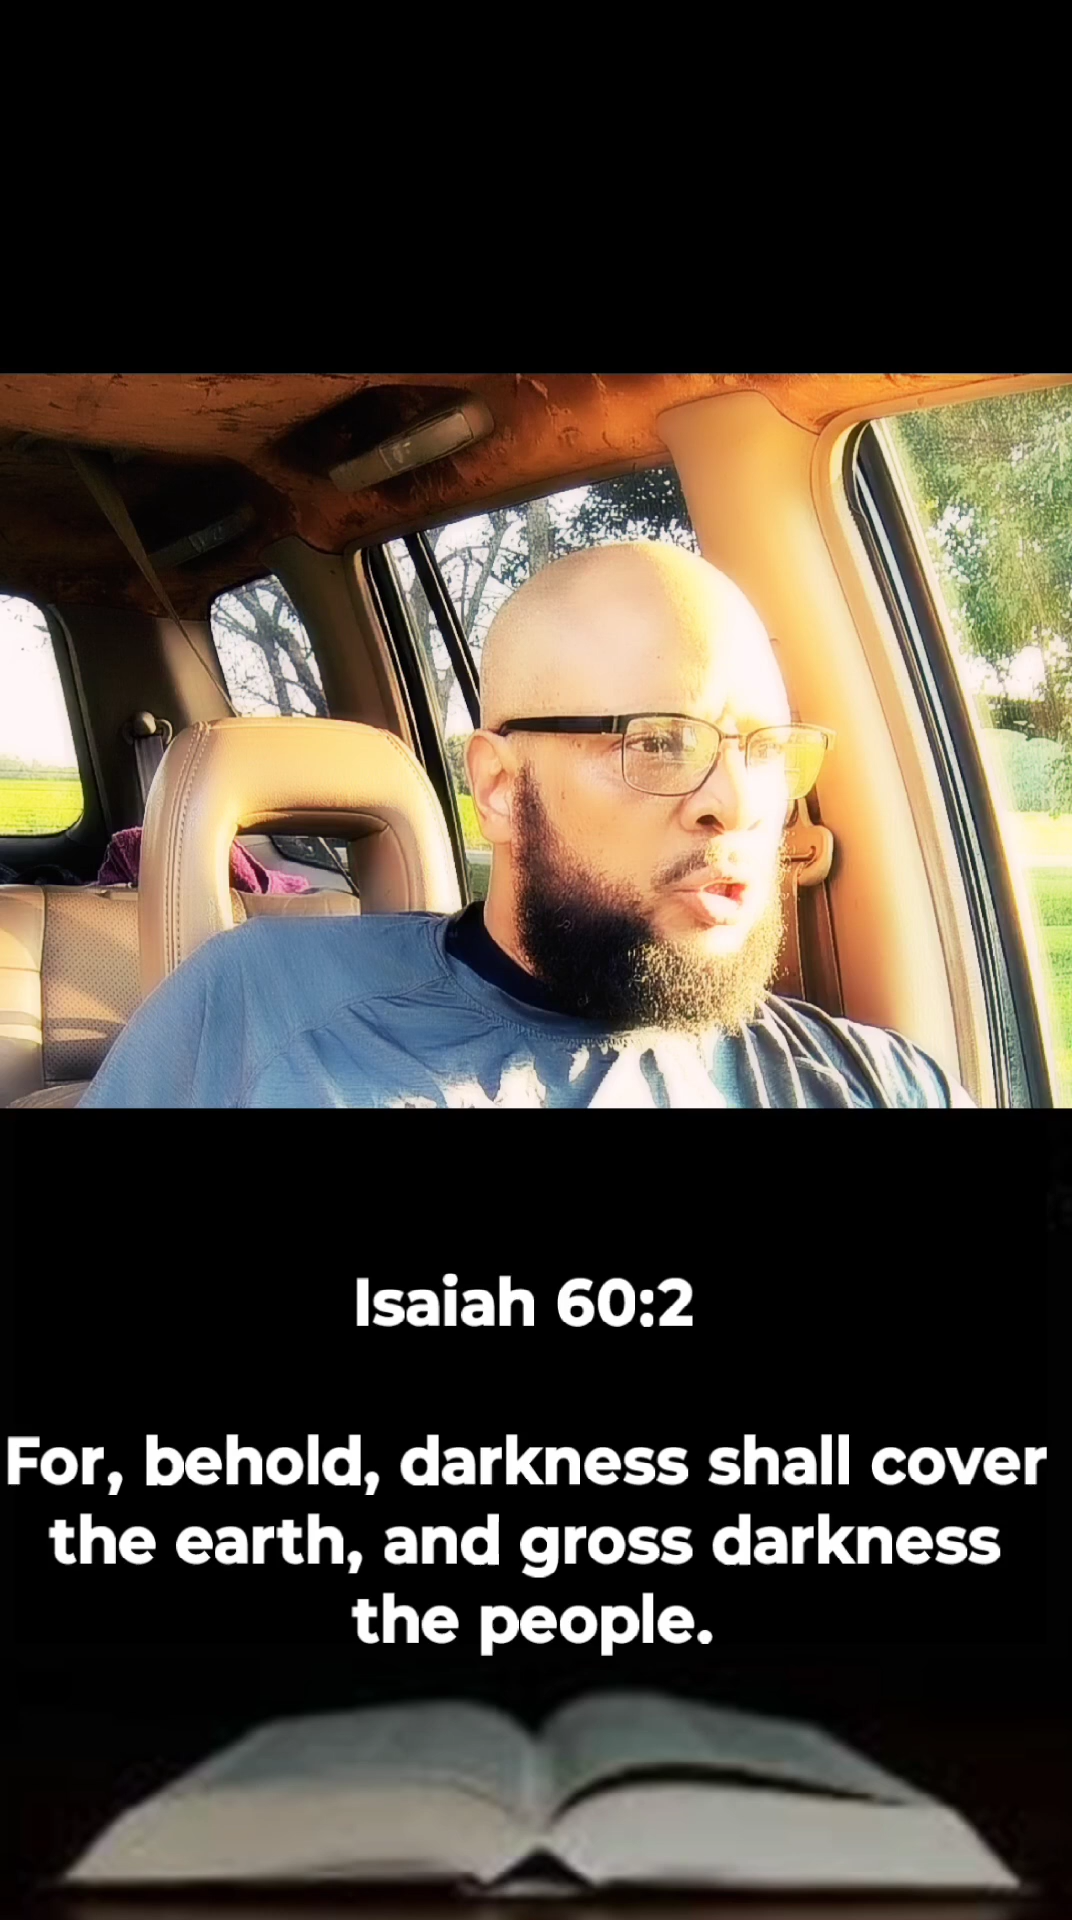 Isaiah 60:2
For, behold, darkness shall cover
the earth, and gross darkness
the people.